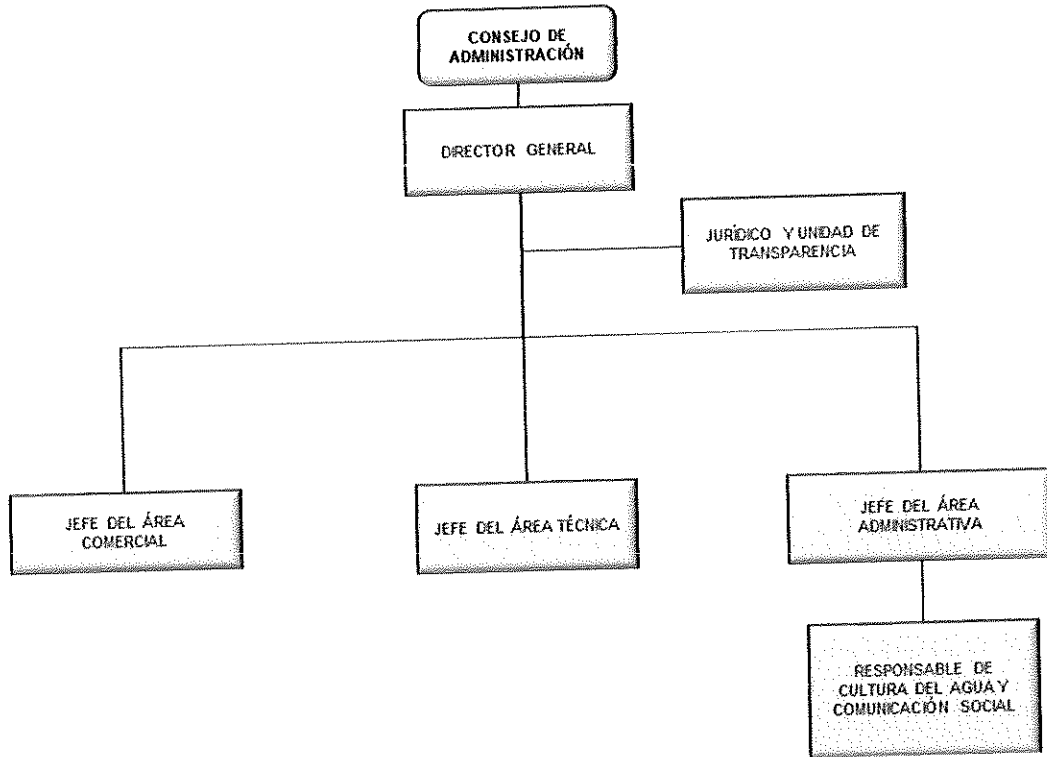 CONSEJO DE
ADMINISTRACIÓN
DIRECTOR GENERAL
JURÍDICO Y UNIDAD DE
TRANSPARENCIA
JEFE DEL ÁREA
COMERCIAL
JEFE DEL ÁREA TÉCNICA
JEFE DEL ÁREA
ADMINISTRATIVA
RESPONSABLE DE
CULTURA DEL AGUA Y
COMUNICACIÓN SOCIAL